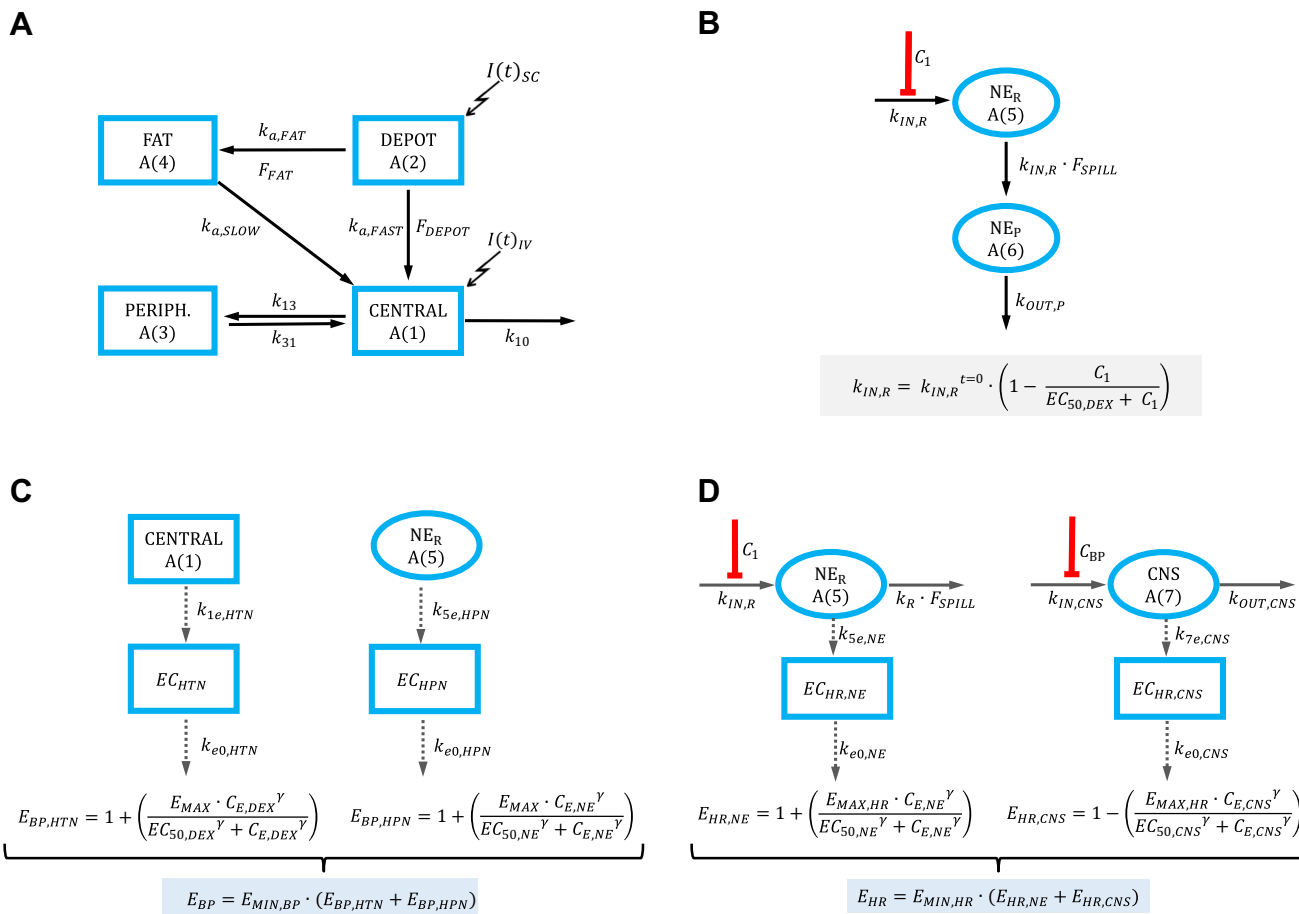 A
I(t)_{SC}
FAT
A(4)
k_{a,FAT}
F_{FAT}
DEPOT
A(2)
k_{a,SLOW}
k_{a,FAST}
F_{DEPOT}
I(t)_{IV}
PERIPH.
A(3)
k_{13}
k_{31}
CENTRAL
A(1)
k_{10}
B
C_1
k_{IN,R}
NE_R
A(5)
k_{IN,R} · F_{SPILL}
NE_P
A(6)
k_{OUT,P}
k_{IN,R} = k_{IN,R}^{t=0} · (1 − \frac{C_1}{EC_{50,DEX} + C_1})
C
CENTRAL
A(1)
k_{1e,HTN}
EC_{HTN}
k_{e0,HTN}
E_{BP,HTN} = 1 + (\frac{E_{MAX} · C_{E,DEX}^γ}{EC_{50,DEX}^γ + C_{E,DEX}^γ})
NE_R
A(5)
k_{5e,HPN}
EC_{HPN}
k_{e0,HPN}
E_{BP,HPN} = 1 + (\frac{E_{MAX} · C_{E,NE}^γ}{EC_{50,NE}^γ + C_{E,NE}^γ})
E_{BP} = E_{MIN,BP} · (E_{BP,HTN} + E_{BP,HPN})
D
C_1
k_{IN,R}
NE_R
A(5)
k_R · F_{SPILL}
k_{5e,NE}
EC_{HR,NE}
k_{e0,NE}
E_{HR,NE} = 1 + (\frac{E_{MAX,HR} · C_{E,NE}^γ}{EC_{50,NE}^γ + C_{E,NE}^γ})
C_{BP}
k_{IN,CNS}
CNS
A(7)
k_{OUT,CNS}
k_{7e,CNS}
EC_{HR,CNS}
k_{e0,CNS}
E_{HR,CNS} = 1 − (\frac{E_{MAX,HR} · C_{E,CNS}^γ}{EC_{50,CNS}^γ + C_{E,CNS}^γ})
E_{HR} = E_{MIN,HR} · (E_{HR,NE} + E_{HR,CNS})